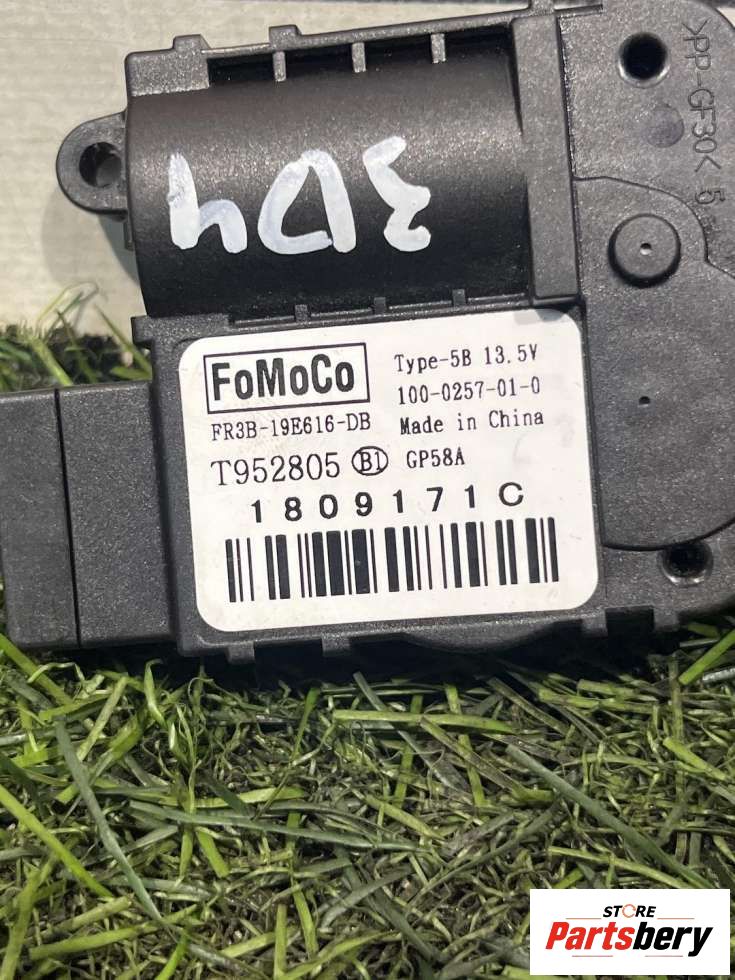 >PP-GF30< 5
3D4
FoMoCo
Type-5B 13.5V
100-0257-01-0
FR3B-19E616-DB
Made in China
T952805 B1 GP58A
1809171C
STORE
Partsbery